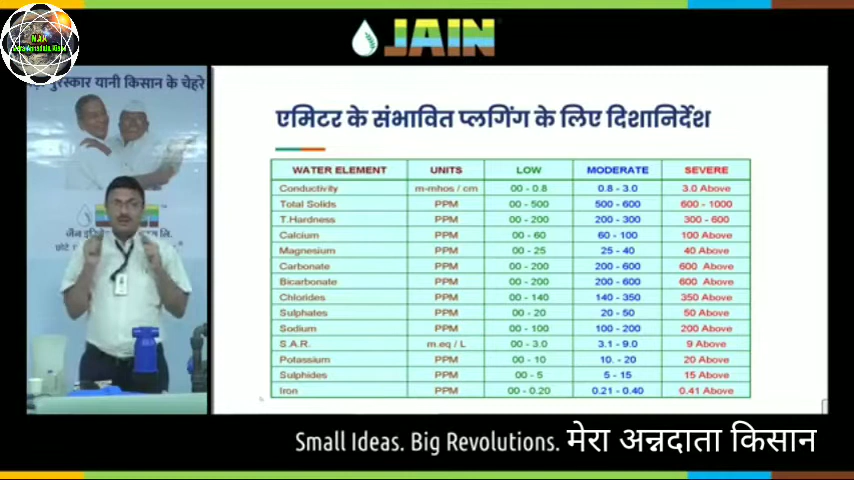 JAIN
N.A.K
पुरस्कार यानी किसान के चेहरे
एमिटर के संभावित प्लगिंग के लिए दिशानिर्देश
WATER ELEMENT UNITS LOW MODERATE SEVERE
Conductivity m-mhos / cm 00 - 0.8 0.8 - 3.0 3.0 Above
Total Solids PPM 00 - 500 500 - 600 600 - 1000
T.Hardness PPM 00 - 200 200 - 300 300 - 600
Calcium PPM 00 - 60 60 - 100 100 Above
Magnesium PPM 00 - 25 25 - 40 40 Above
Carbonate PPM 00 - 200 200 - 600 600 Above
Bicarbonate PPM 00 - 200 200 - 600 600 Above
Chlorides PPM 00 - 140 140 - 350 350 Above
Sulphates PPM 00 - 20 20 - 50 50 Above
Sodium PPM 00 - 100 100 - 200 200 Above
S.A.R. m.eq / L 00 - 3.0 3.1 - 9.0 9 Above
Potassium PPM 00 - 10 10. - 20 20 Above
Sulphides PPM 00 - 5 5 - 15 15 Above
Iron PPM 00 - 0.20 0.21 - 0.40 0.41 Above
Small Ideas. Big Revolutions. मेरा अन्नदाता किसान